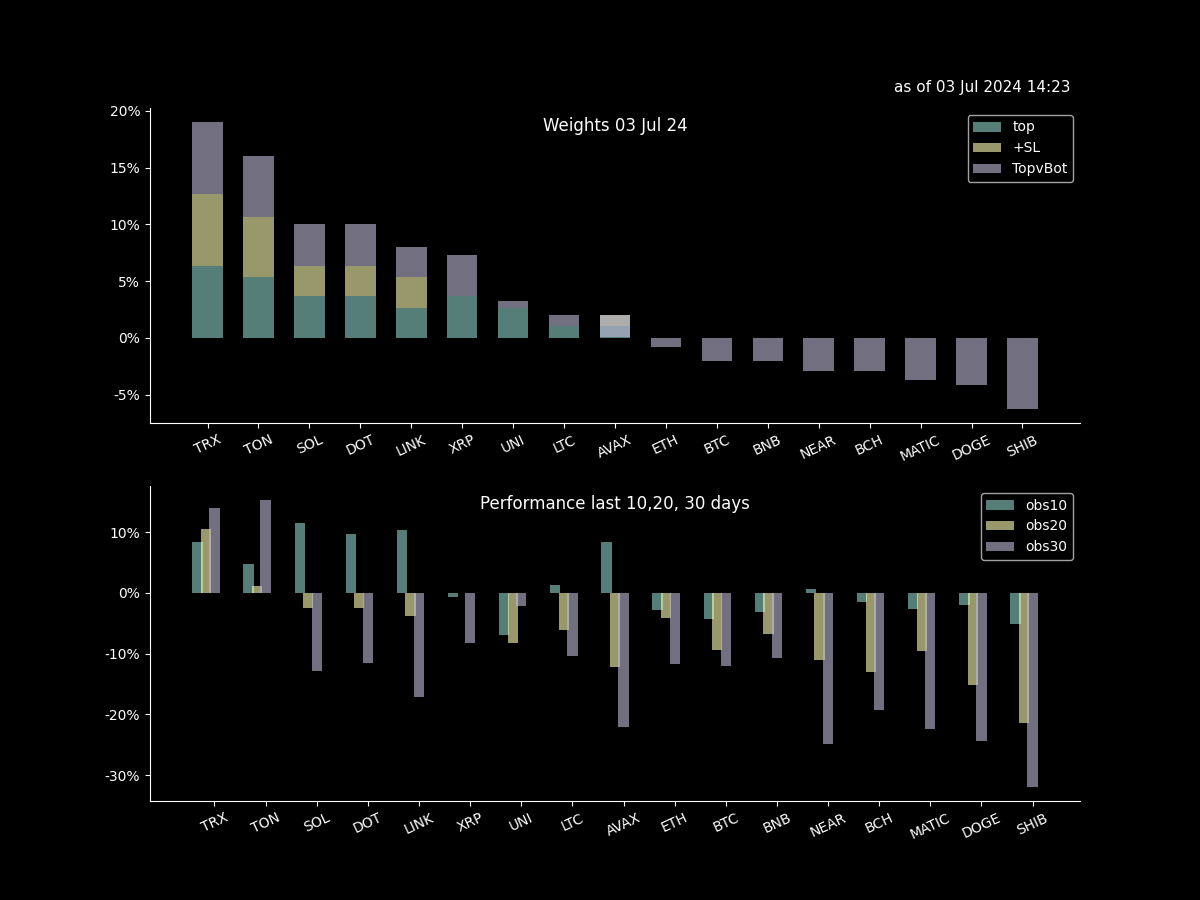 as of 03 Jul 2024 14:23
Weights 03 Jul 24
top
+SL
TopvBot
20%
15%
10%
5%
0%
-5%
TRX TON SOL DOT LINK XRP UNI LTC AVAX ETH BTC BNB NEAR BCH MATIC DOGE SHIB
Performance last 10,20, 30 days
obs10
obs20
obs30
10%
0%
-10%
-20%
-30%
TRX TON SOL DOT LINK XRP UNI LTC AVAX ETH BTC BNB NEAR BCH MATIC DOGE SHIB